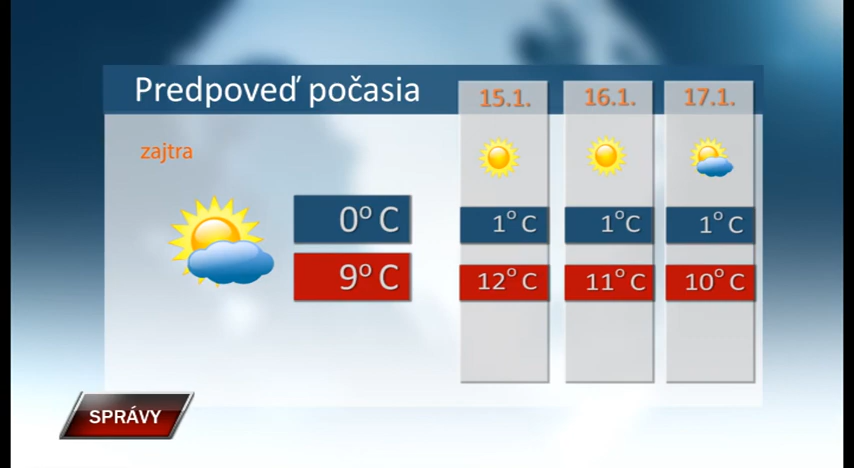 Predpoveď počasia
zajtra
0° C
9° C
15.1.
1° C
12° C
16.1.
1°C
11° C
17.1.
1° C
10° C
SPRÁVY